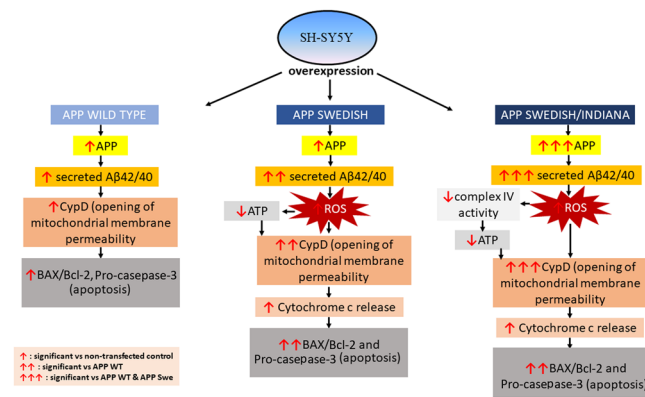 SH-SY5Y
overexpression
APP WILD TYPE
↑APP
↑ secreted Aβ42/40
↑CypD (opening of
mitochondrial membrane
permeability
↑BAX/Bcl-2, Pro-casepase-3
(apoptosis)
APP SWEDISH
↑APP
↑↑ secreted Aβ42/40
↑ROS
↓ATP
↑↑CypD (opening of
mitochondrial membrane
permeability
↑ Cytochrome c release
↑↑BAX/Bcl-2 and
Pro-casepase-3 (apoptosis)
APP SWEDISH/INDIANA
↑↑↑APP
↑↑↑ secreted Aβ42/40
↑ROS
↓complex IV
activity
↓ATP
↑↑↑CypD (opening of
mitochondrial membrane
permeability
↑ Cytochrome c release
↑↑BAX/Bcl-2 and
Pro-casepase-3 (apoptosis)
↑ : significant vs non-transfected control
↑↑ : significant vs APP WT
↑↑↑ : significant vs APP WT & APP Swe